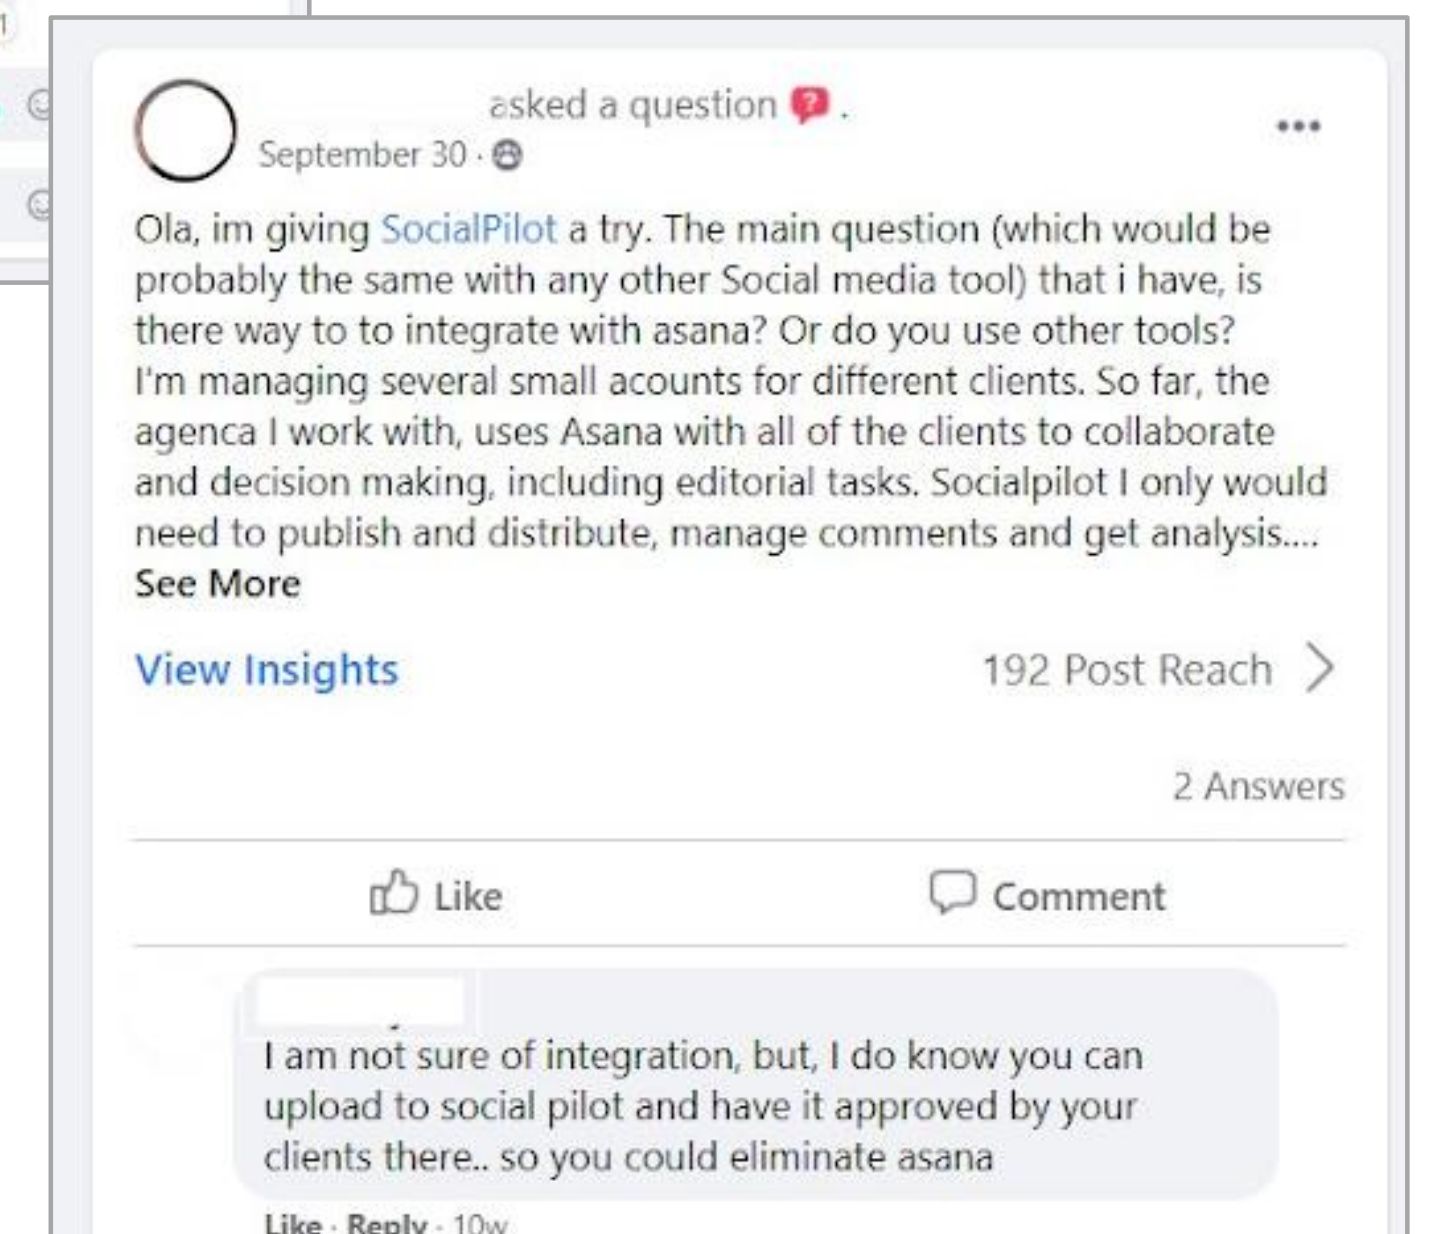 1
asked a question ? .
September 30 ·
Ola, im giving SocialPilot a try. The main question (which would be
probably the same with any other Social media tool) that i have, is
there way to to integrate with asana? Or do you use other tools?
I'm managing several small acounts for different clients. So far, the
agenca I work with, uses Asana with all of the clients to collaborate
and decision making, including editorial tasks. Socialpilot I only would
need to publish and distribute, manage comments and get analysis....
See More
View Insights
192 Post Reach
2 Answers
Like
Comment
I am not sure of integration, but, I do know you can
upload to social pilot and have it approved by your
clients there.. so you could eliminate asana
Like · Reply · 10w